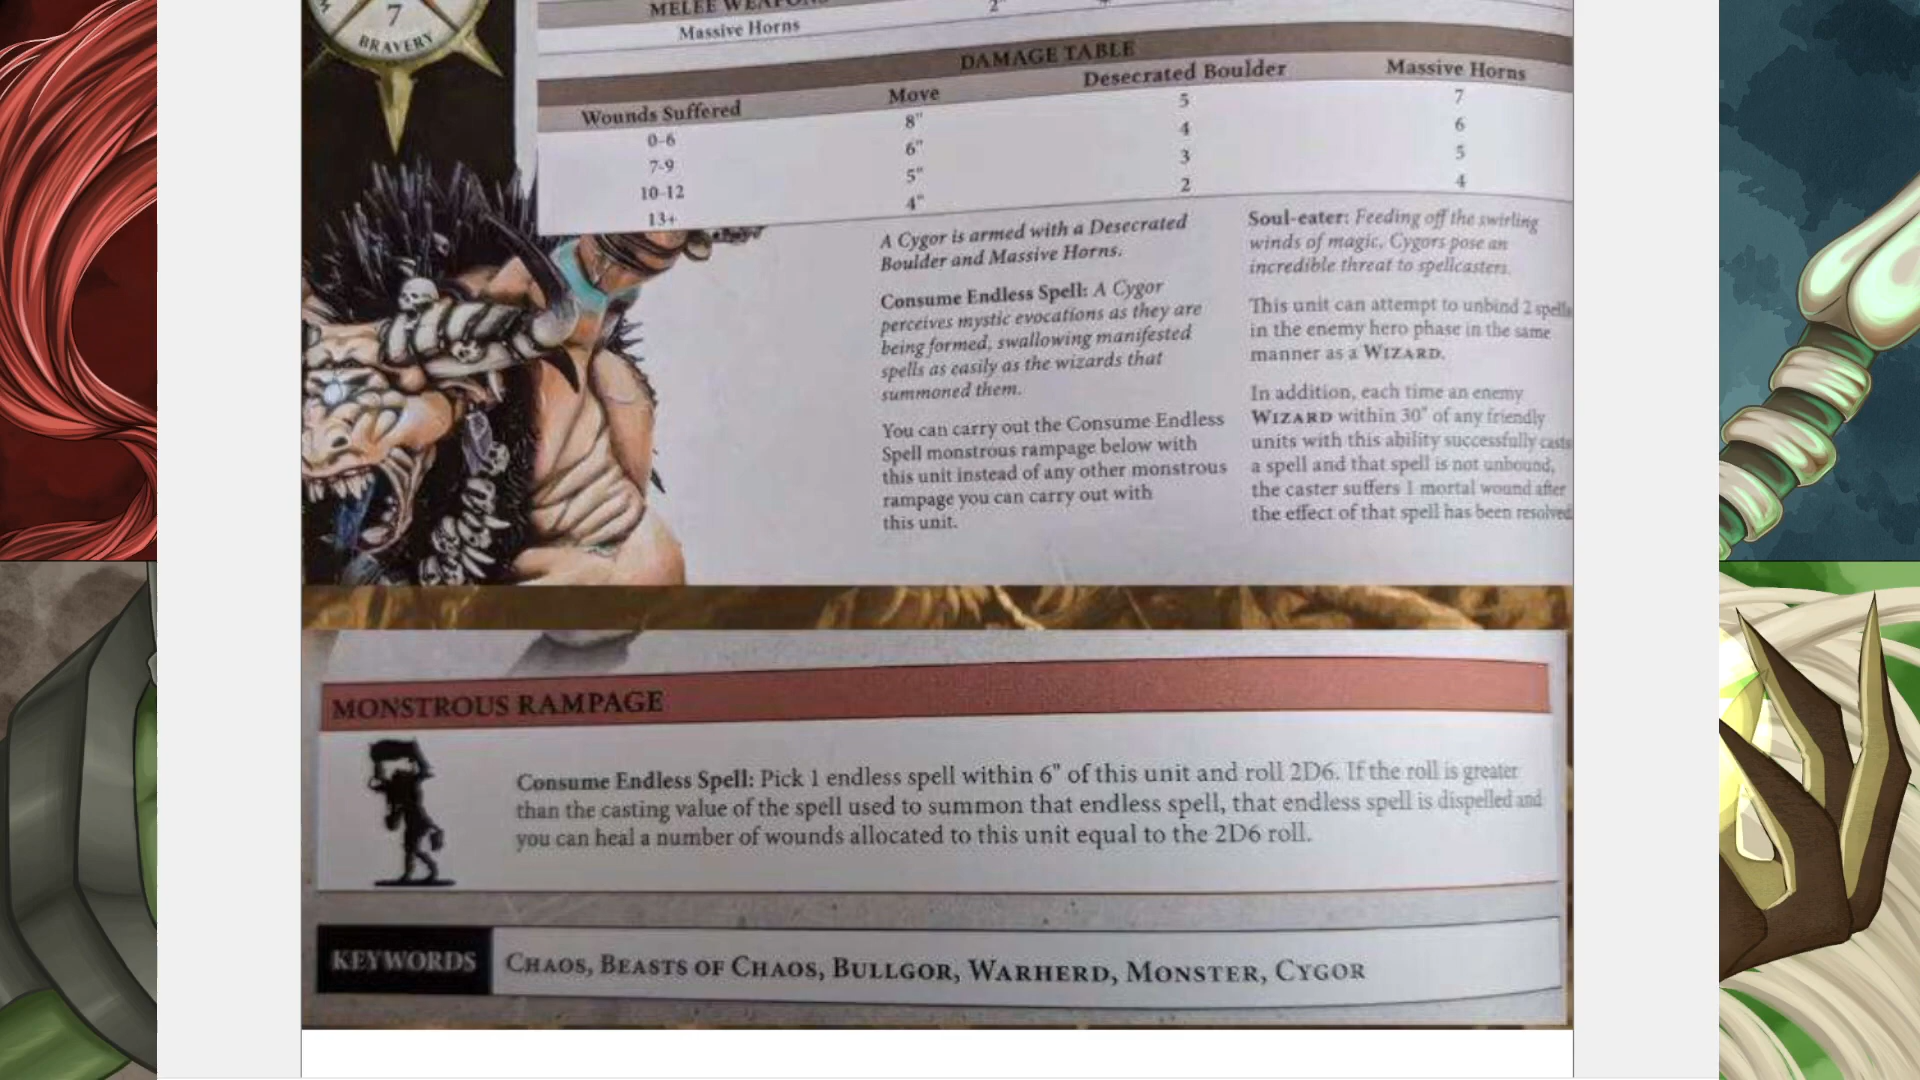 7
BRAVERY
MELEE WEAPONS
Massive Horns 2"
DAMAGE TABLE
Wounds Suffered Move Desecrated Boulder Massive Horns
0-6 8" 5 7
7-9 6" 4 6
10-12 5" 3 5
13+ 4" 2 4
A Cygor is armed with a Desecrated
Boulder and Massive Horns.
Consume Endless Spell: A Cygor
perceives mystic evocations as they are
being formed, swallowing manifested
spells as easily as the wizards that
summoned them.
You can carry out the Consume Endless
Spell monstrous rampage below with
this unit instead of any other monstrous
rampage you can carry out with
this unit.
Soul-eater: Feeding off the swirling
winds of magic, Cygors pose an
incredible threat to spellcasters.
This unit can attempt to unbind 2 spells
in the enemy hero phase in the same
manner as a WIZARD.
In addition, each time an enemy
WIZARD within 30" of any friendly
units with this ability successfully casts
a spell and that spell is not unbound,
the caster suffers 1 mortal wound after
the effect of that spell has been resolved
MONSTROUS RAMPAGE
Consume Endless Spell: Pick 1 endless spell within 6" of this unit and roll 2D6. If the roll is greater
than the casting value of the spell used to summon that endless spell, that endless spell is dispelled and
you can heal a number of wounds allocated to this unit equal to the 2D6 roll.
KEYWORDS CHAOS, BEASTS OF CHAOS, BULLGOR, WARHERD, MONSTER, CYGOR